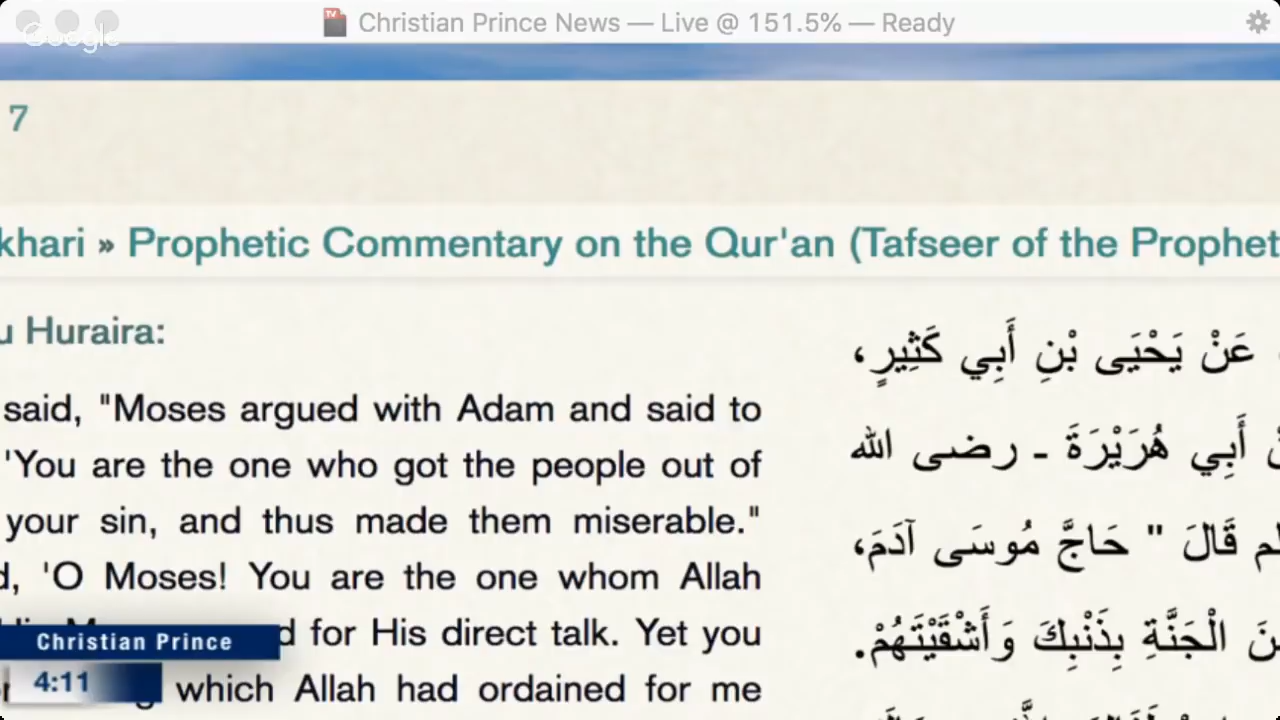 Christian Prince News — Live @ 151.5% — Ready
Google
7
khari » Prophetic Commentary on the Qur'an (Tafseer of the Prophet
u Huraira:
said, "Moses argued with Adam and said to
'You are the one who got the people out of
your sin, and thus made them miserable."
d, 'O Moses! You are the one whom Allah
d for His direct talk. Yet you
which Allah had ordained for me
عَنْ يَحْيَى بْنِ أَبِي كَثِيرٍ،
أَبِي هُرَيْرَةَ ـ رضى الله
قَالَ " حَاجَّ مُوسَى آدَمَ،
الْجَنَّةِ بِذَنْبِكَ وَأَشْقَيْتَهُمْ.
Christian Prince
4:11